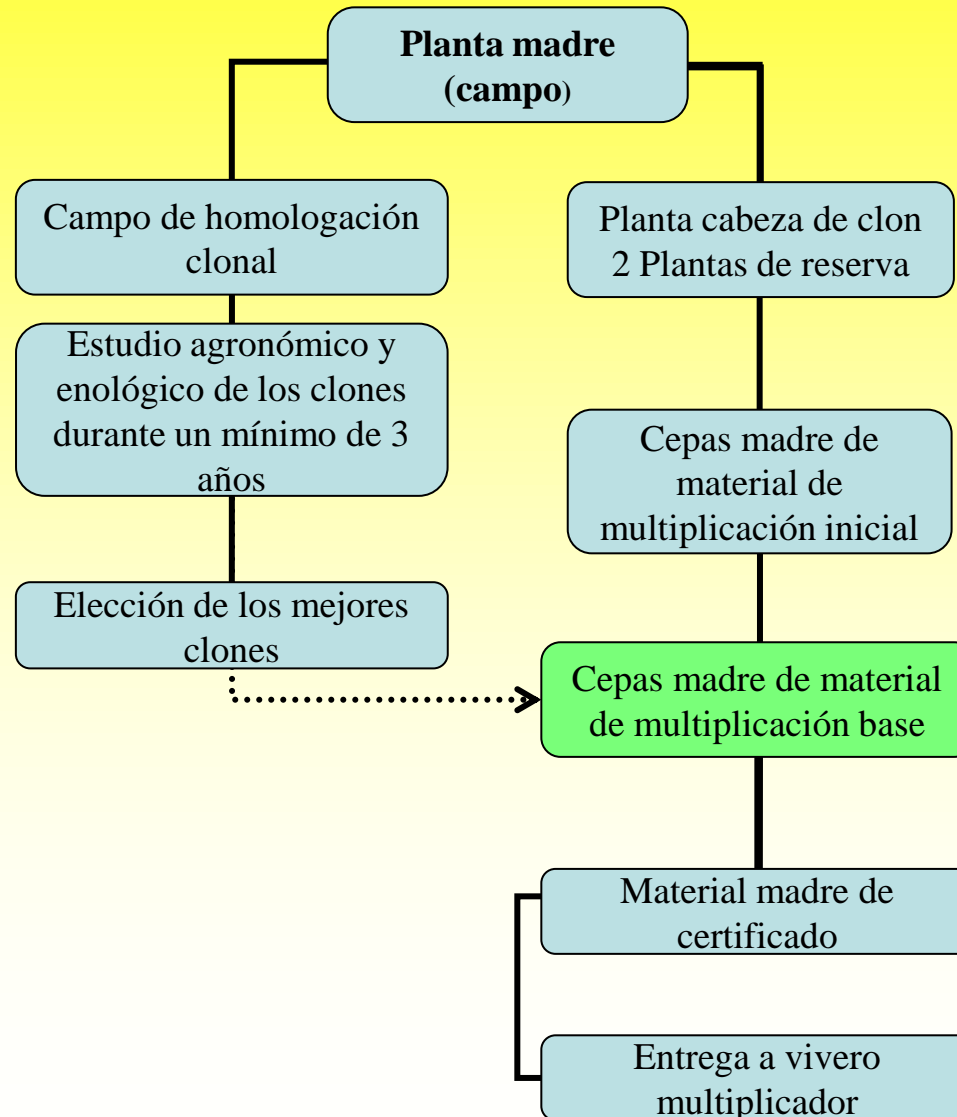 Planta madre
(campo)
Campo de homologación
clonal
Estudio agronómico y
enológico de los clones
durante un mínimo de 3
años
Elección de los mejores
clones
Planta cabeza de clon
2 Plantas de reserva
Cepas madre de
material de
multiplicación inicial
Cepas madre de material
de multiplicación base
Material madre de
certificado
Entrega a vivero
multiplicador